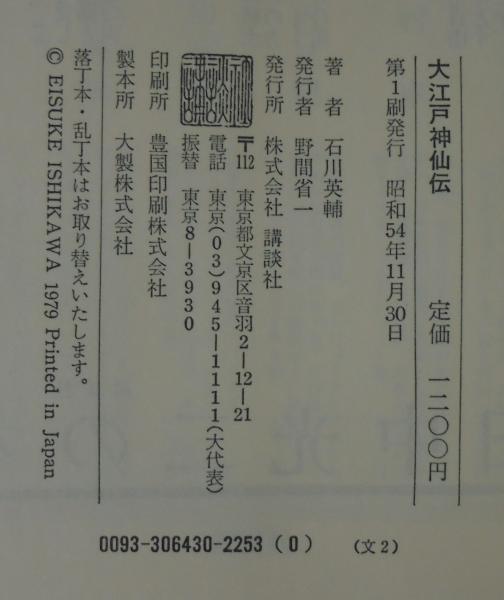 大江戸神仙伝　定価　一二〇〇円
第1刷発行　昭和54年11月30日
著者　石川英輔
発行者　野間省一
発行所　株式会社 講談社
〒112　東京都文京区音羽2―12―21
電話　東京(03)945―1111(大代表)
振替　東京8―3930
印刷所　豊国印刷株式会社
製本所　大製株式会社
落丁本・乱丁本はお取り替えいたします。
© EISUKE ISHIKAWA 1979 Printed in Japan
0093-306430-2253 (0)　(文2)